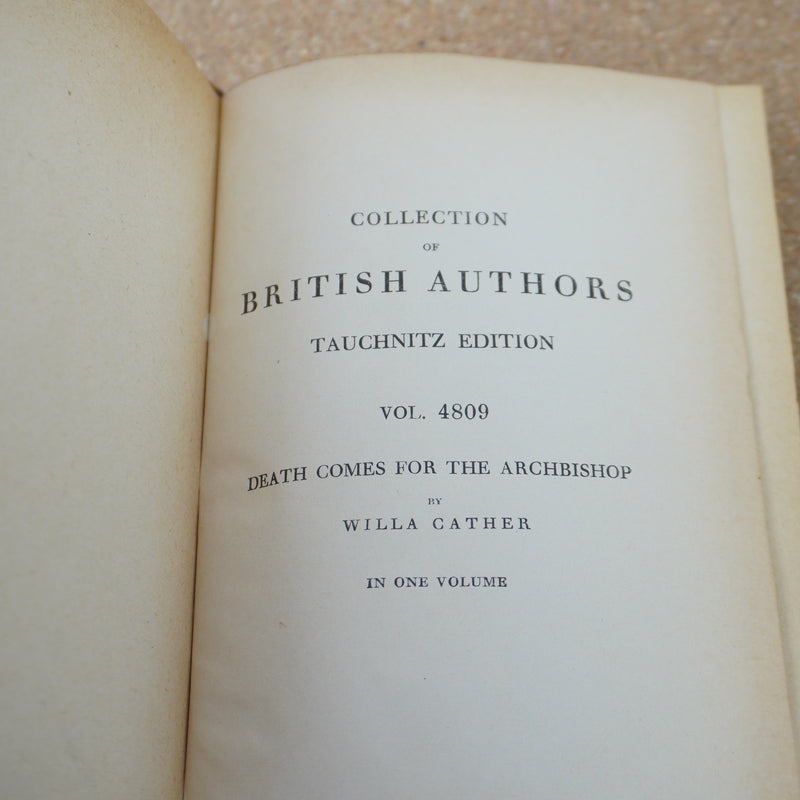 COLLECTION
OF
BRITISH AUTHORS
TAUCHNITZ EDITION
VOL. 4809
DEATH COMES FOR THE ARCHBISHOP
BY
WILLA CATHER
IN ONE VOLUME